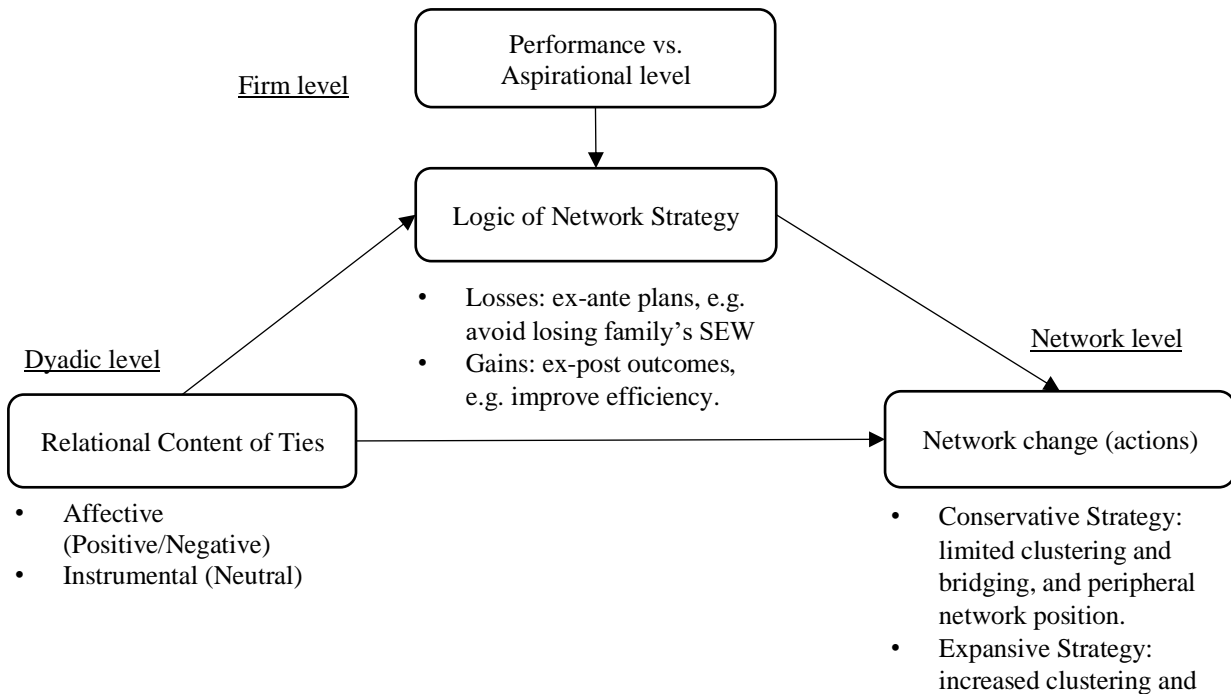 Performance vs.
Aspirational level
Firm level
Logic of Network Strategy
• Losses: ex-ante plans, e.g.
avoid losing family’s SEW
• Gains: ex-post outcomes,
e.g. improve efficiency.
Dyadic level
Network level
Relational Content of Ties
Network change (actions)
• Affective
(Positive/Negative)
• Instrumental (Neutral)
• Conservative Strategy:
limited clustering and
bridging, and peripheral
network position.
• Expansive Strategy:
increased clustering and